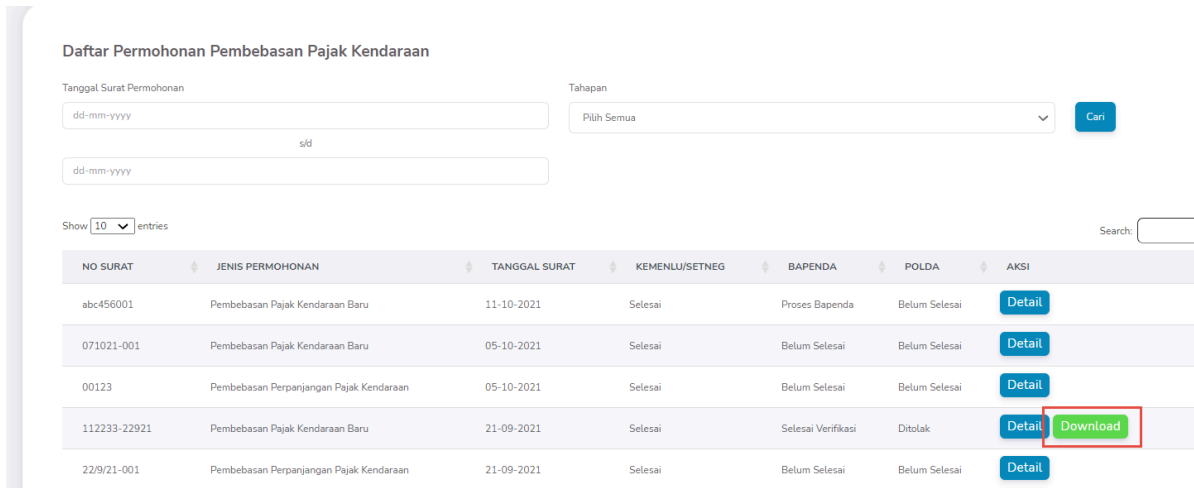 Daftar Permohonan Pembebasan Pajak Kendaraan
Tanggal Surat Permohonan
Tahapan
dd-mm-yyyy
Pilih Semua
Cari
s/d
dd-mm-yyyy
Show 10 entries
Search:
NO SURAT JENIS PERMOHONAN TANGGAL SURAT KEMENLU/SETNEG BAPENDA POLDA AKSI
abc456001 Pembebasan Pajak Kendaraan Baru 11-10-2021 Selesai Proses Bapenda Belum Selesai Detail
071021-001 Pembebasan Pajak Kendaraan Baru 05-10-2021 Selesai Belum Selesai Belum Selesai Detail
00123 Pembebasan Perpanjangan Pajak Kendaraan 05-10-2021 Selesai Belum Selesai Belum Selesai Detail
112233-22921 Pembebasan Pajak Kendaraan Baru 21-09-2021 Selesai Selesai Verifikasi Ditolak Detail Download
22/9/21-001 Pembebasan Perpanjangan Pajak Kendaraan 21-09-2021 Selesai Belum Selesai Belum Selesai Detail